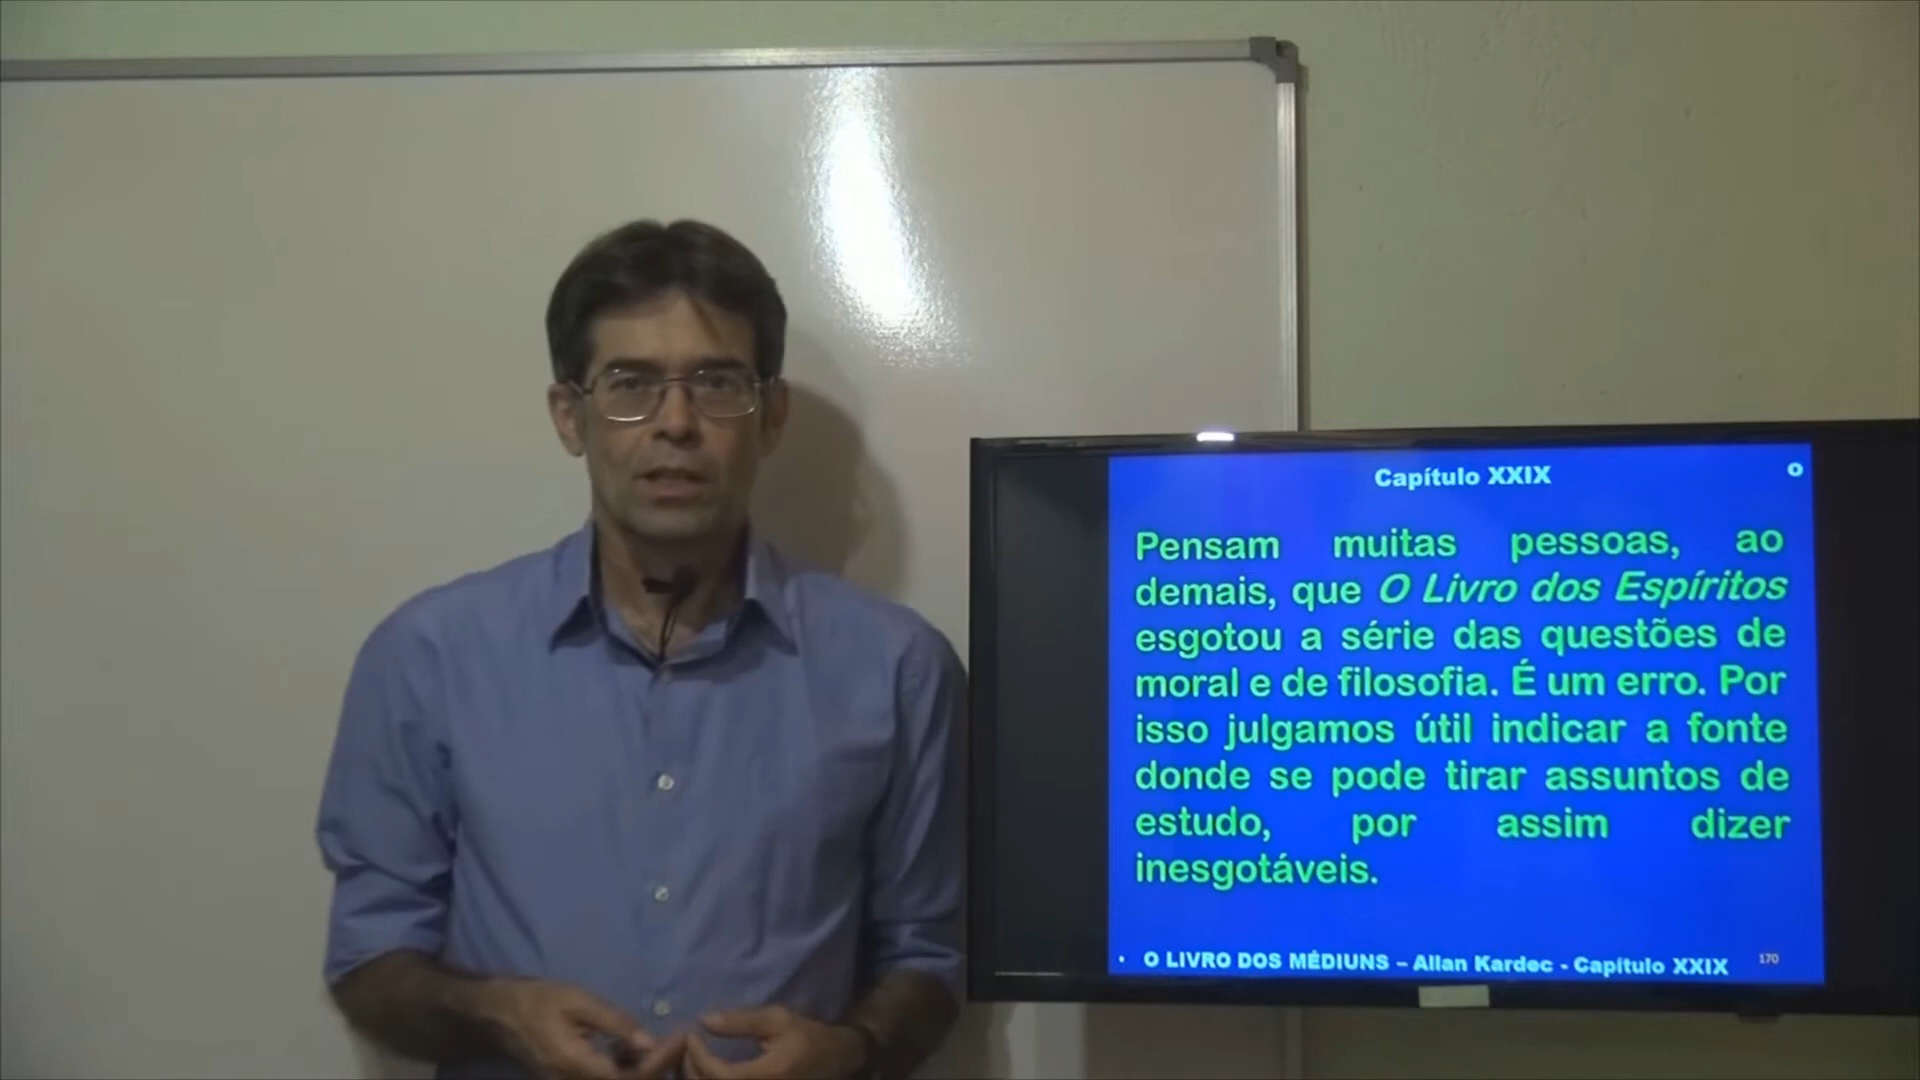 Capítulo XXIX
Pensam muitas pessoas, ao
demais, que O Livro dos Espíritos
esgotou a série das questões de
moral e de filosofia. É um erro. Por
isso julgamos útil indicar a fonte
donde se pode tirar assuntos de
estudo, por assim dizer
inesgotáveis.
• O LIVRO DOS MÉDIUNS – Allan Kardec - Capítulo XXIX 170